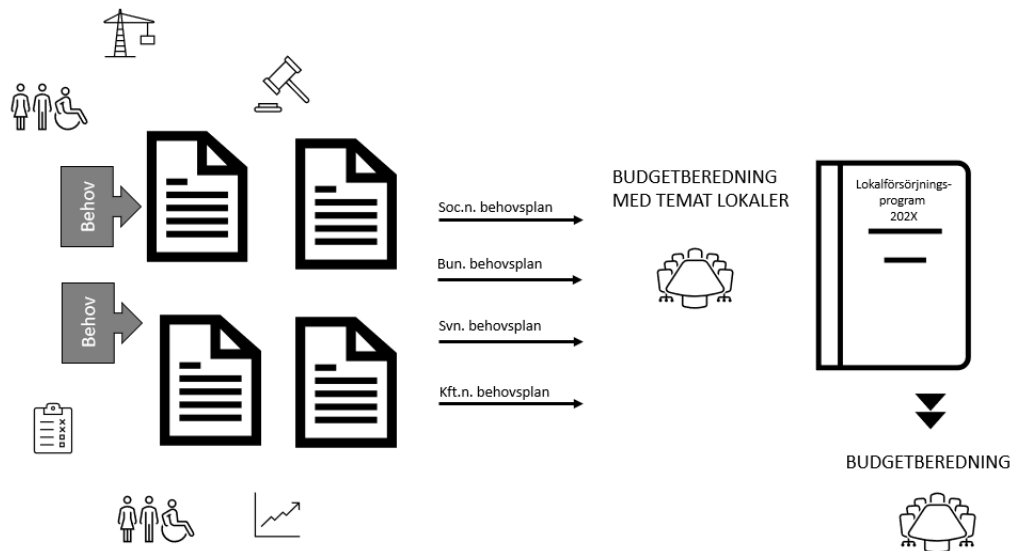 Behov
Behov
Soc.n. behovsplan
Bun. behovsplan
Svn. behovsplan
Kft.n. behovsplan
BUDGETBEREDNING
MED TEMAT LOKALER
Lokalförsörjnings-
program
202X
BUDGETBEREDNING